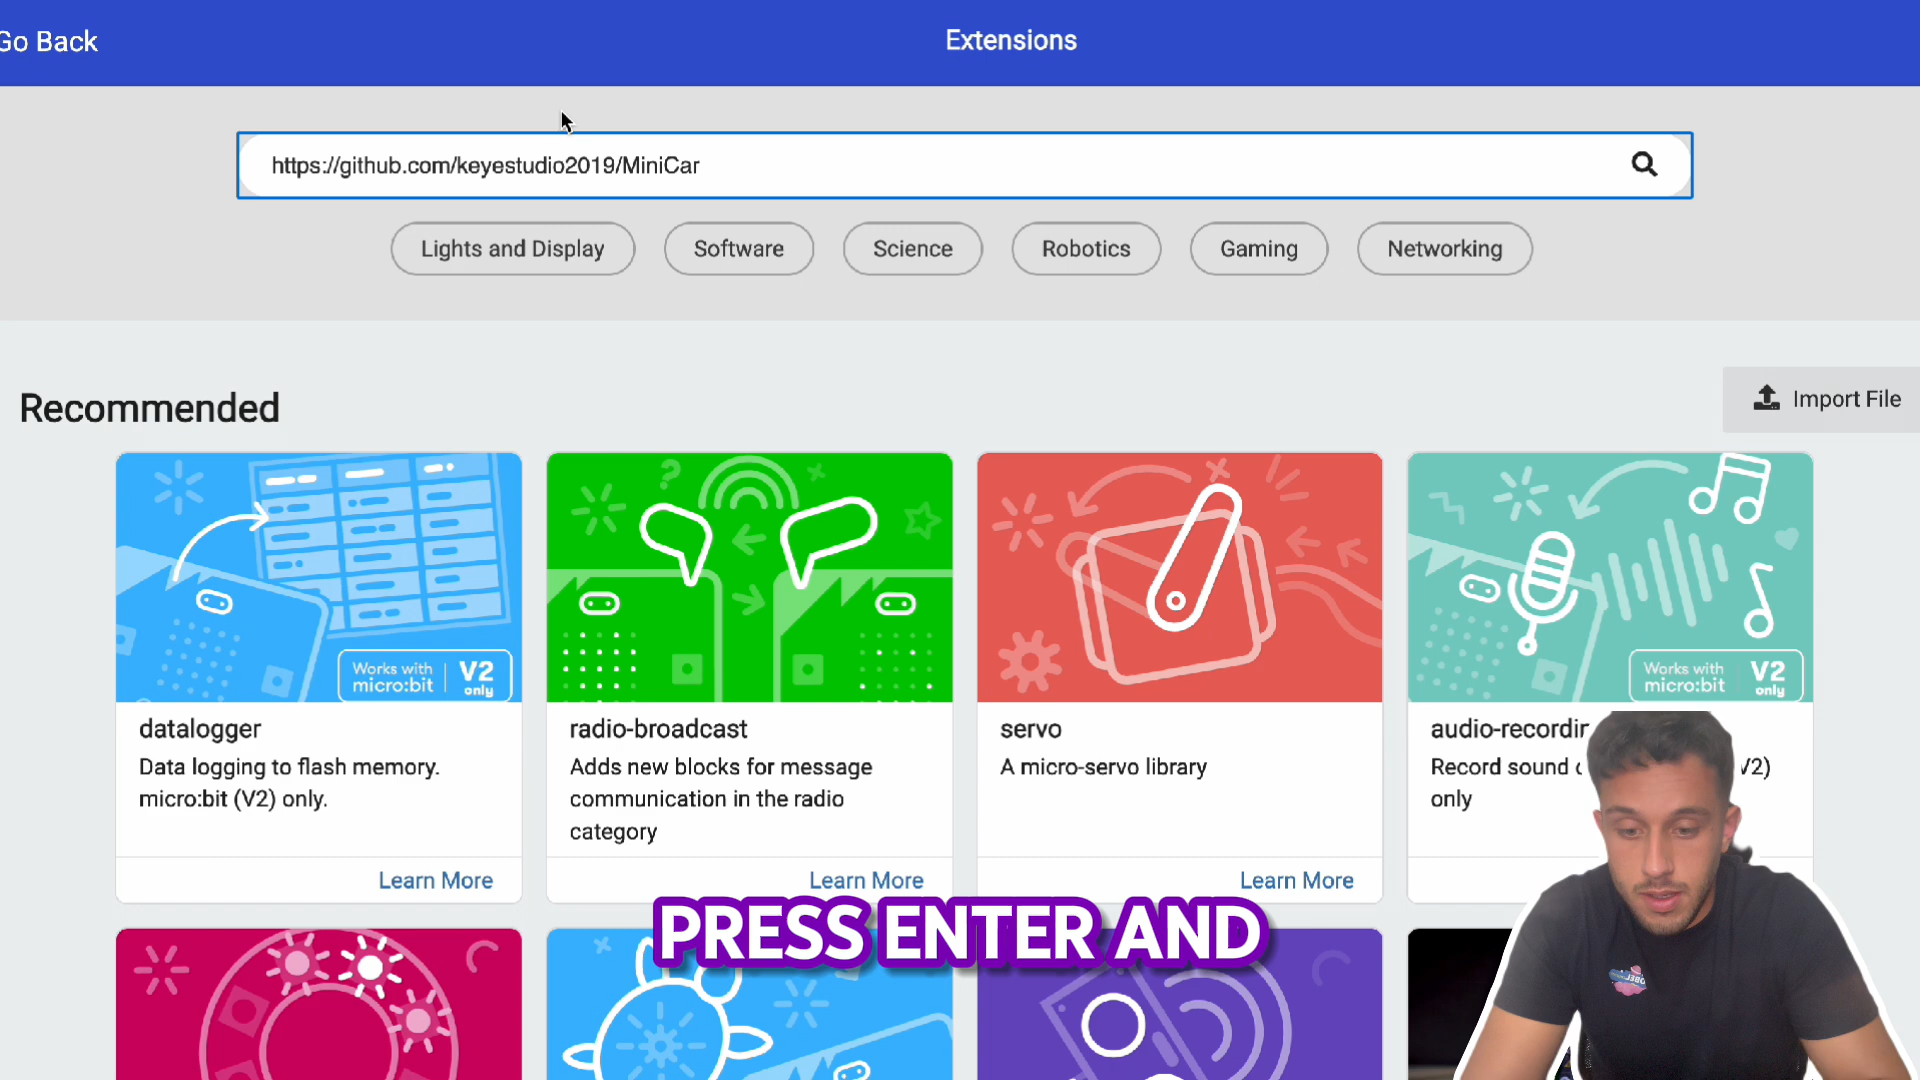 Go Back
Extensions
https://github.com/keyestudio2019/MiniCar
Lights and Display
Software
Science
Robotics
Gaming
Networking
Recommended
Import File
Works with
micro:bit
V2
only
Works with
micro:bit
V2
only
datalogger
Data logging to flash memory.
micro:bit (V2) only.
Learn More
radio-broadcast
Adds new blocks for message
communication in the radio
category
Learn More
servo
A micro-servo library
Learn More
Record sound
V2)
only
PRESS ENTER AND